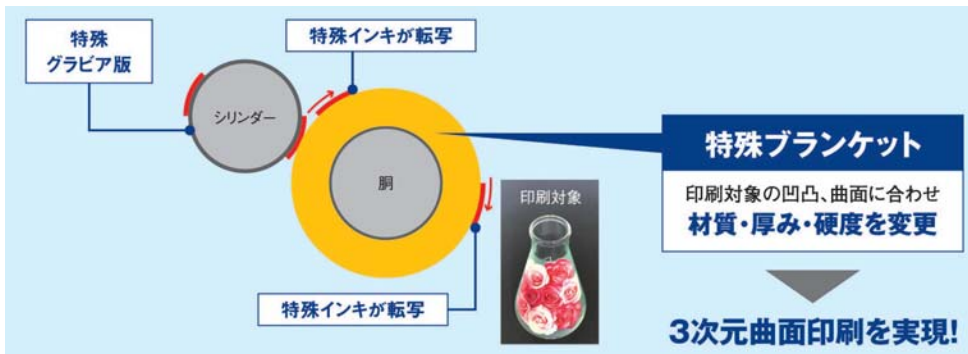 特殊
グラビア版
特殊インキが転写
シリンダー
胴
特殊インキが転写
印刷対象
特殊ブランケット
印刷対象の凹凸、曲面に合わせ
材質・厚み・硬度を変更
3次元曲面印刷を実現!